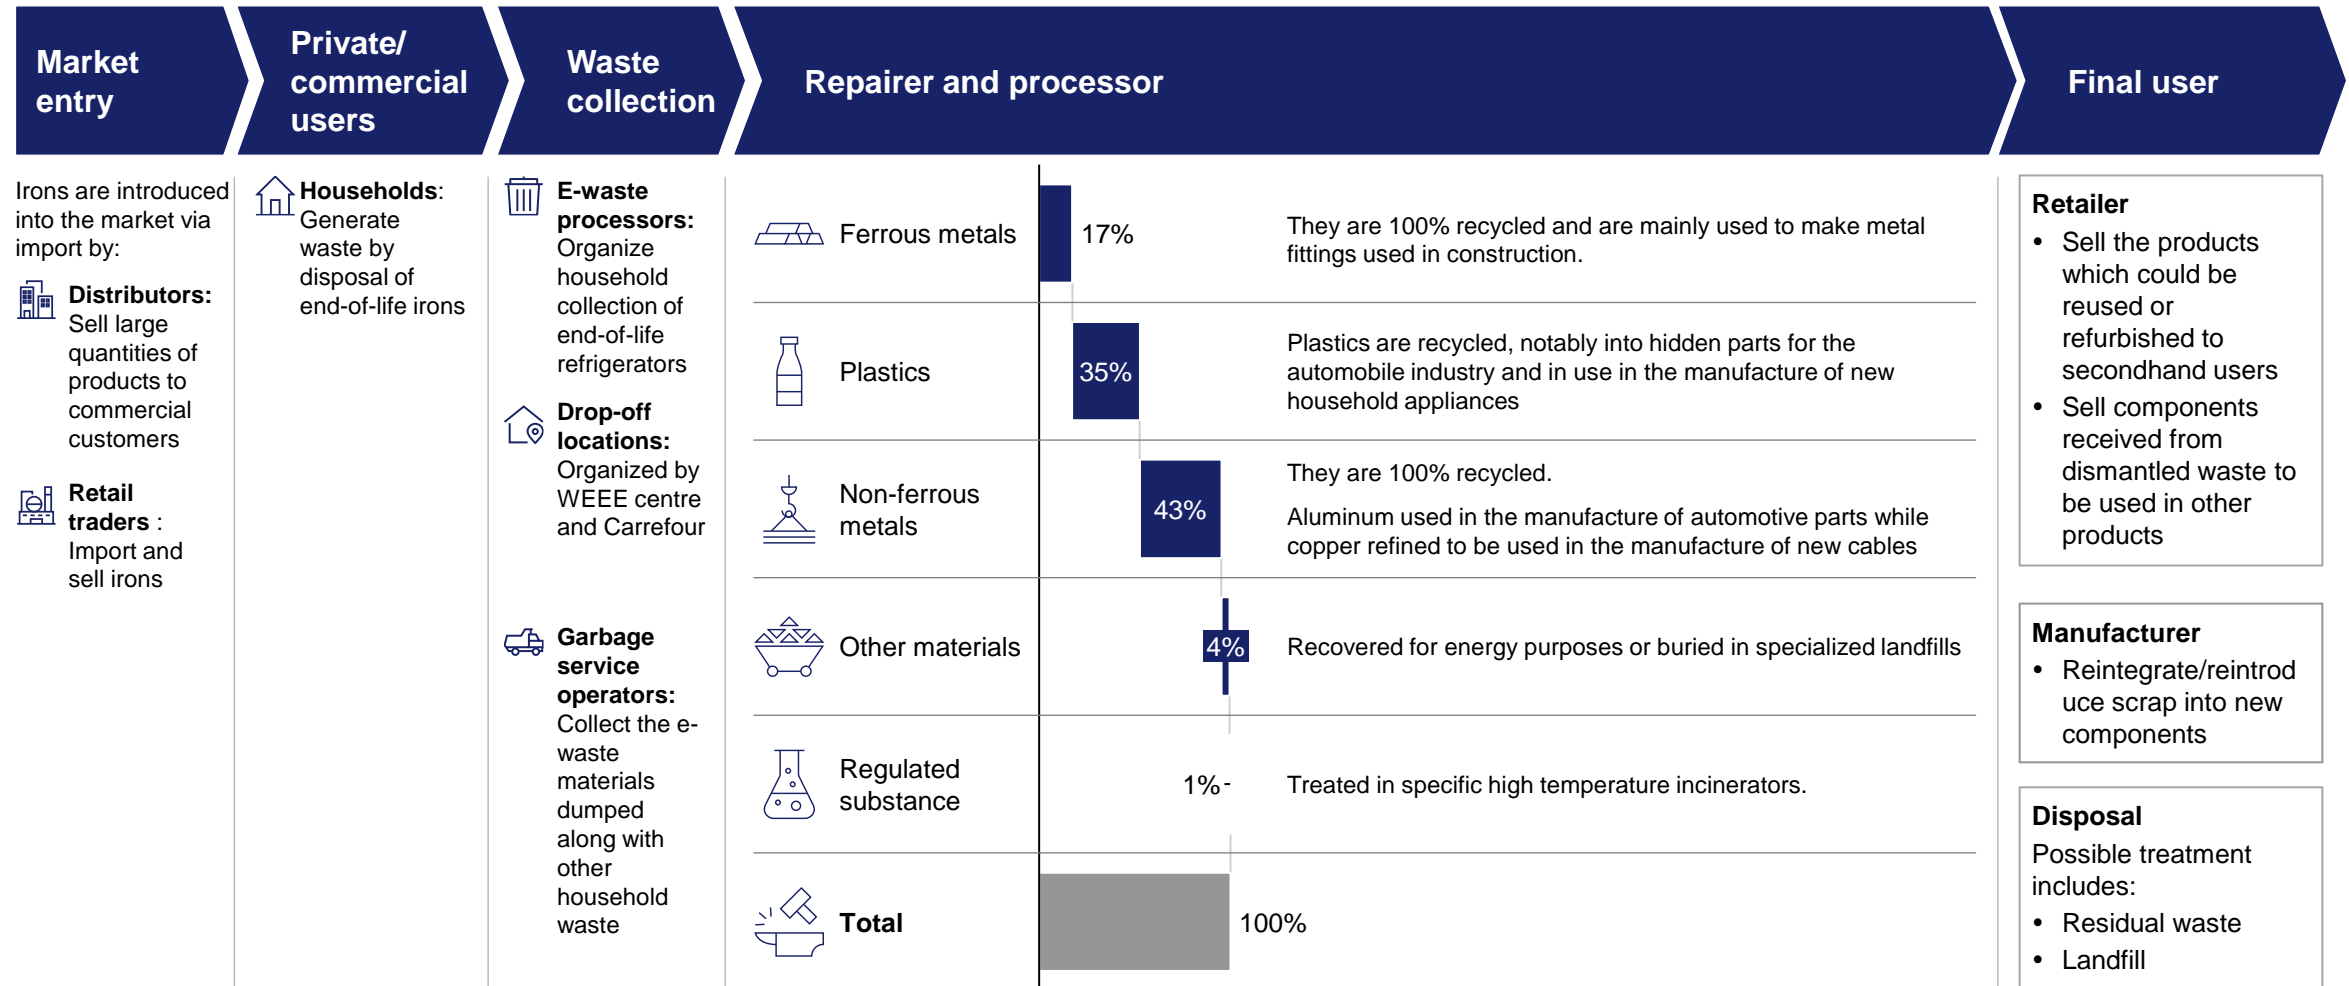 Market
entry
Private/
commercial
users
Waste
collection
Repairer and processor
Final user
Irons are introduced
into the market via
import by:
Distributors:
Sell large
quantities of
products to
commercial
customers
Retail
traders :
Import and
sell irons
Households:
Generate
waste by
disposal of
end-of-life irons
E-waste
processors:
Organize
household
collection of
end-of-life
refrigerators
Drop-off
locations:
Organized by
WEEE centre
and Carrefour
Garbage
service
operators:
Collect the e-
waste
materials
dumped
along with
other
household
waste
Ferrous metals
17%
They are 100% recycled and are mainly used to make metal
fittings used in construction.
Plastics
35%
Plastics are recycled, notably into hidden parts for the
automobile industry and in use in the manufacture of new
household appliances
Non-ferrous
metals
43%
They are 100% recycled.
Aluminum used in the manufacture of automotive parts while
copper refined to be used in the manufacture of new cables
Other materials
4%
Recovered for energy purposes or buried in specialized landfills
Regulated
substance
1%
Treated in specific high temperature incinerators.
Total
100%
Retailer
• Sell the products
which could be
reused or
refurbished to
secondhand users
• Sell components
received from
dismantled waste to
be used in other
products
Manufacturer
• Reintegrate/reintrod
uce scrap into new
components
Disposal
Possible treatment
includes:
• Residual waste
• Landfill